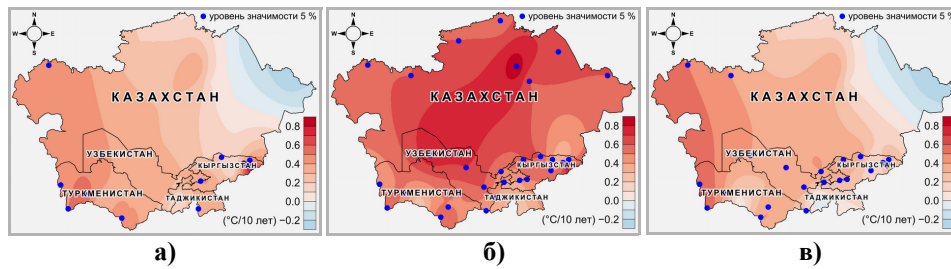 уровень значимости 5 %
N
W E
S
КАЗАХСТАН
УЗБЕКИСТАН
КЫРГЫЗСТАН
ТУРКМЕНИСТАН
ТАДЖИКИСТАН
0.8
0.6
0.4
0.2
0.0
(°C/10 лет) −0.2
а)
уровень значимости 5 %
N
W E
S
КАЗАХСТАН
УЗБЕКИСТАН
КЫРГЫЗСТАН
ТУРКМЕНИСТАН
ТАДЖИКИСТАН
0.8
0.6
0.4
0.2
0.0
(°C/10 лет) −0.2
б)
уровень значимости 5 %
N
W E
S
КАЗАХСТАН
УЗБЕКИСТАН
КЫРГЫЗСТАН
ТУРКМЕНИСТАН
ТАДЖИКИСТАН
0.8
0.6
0.4
0.2
0.0
(°C/10 лет) −0.2
в)